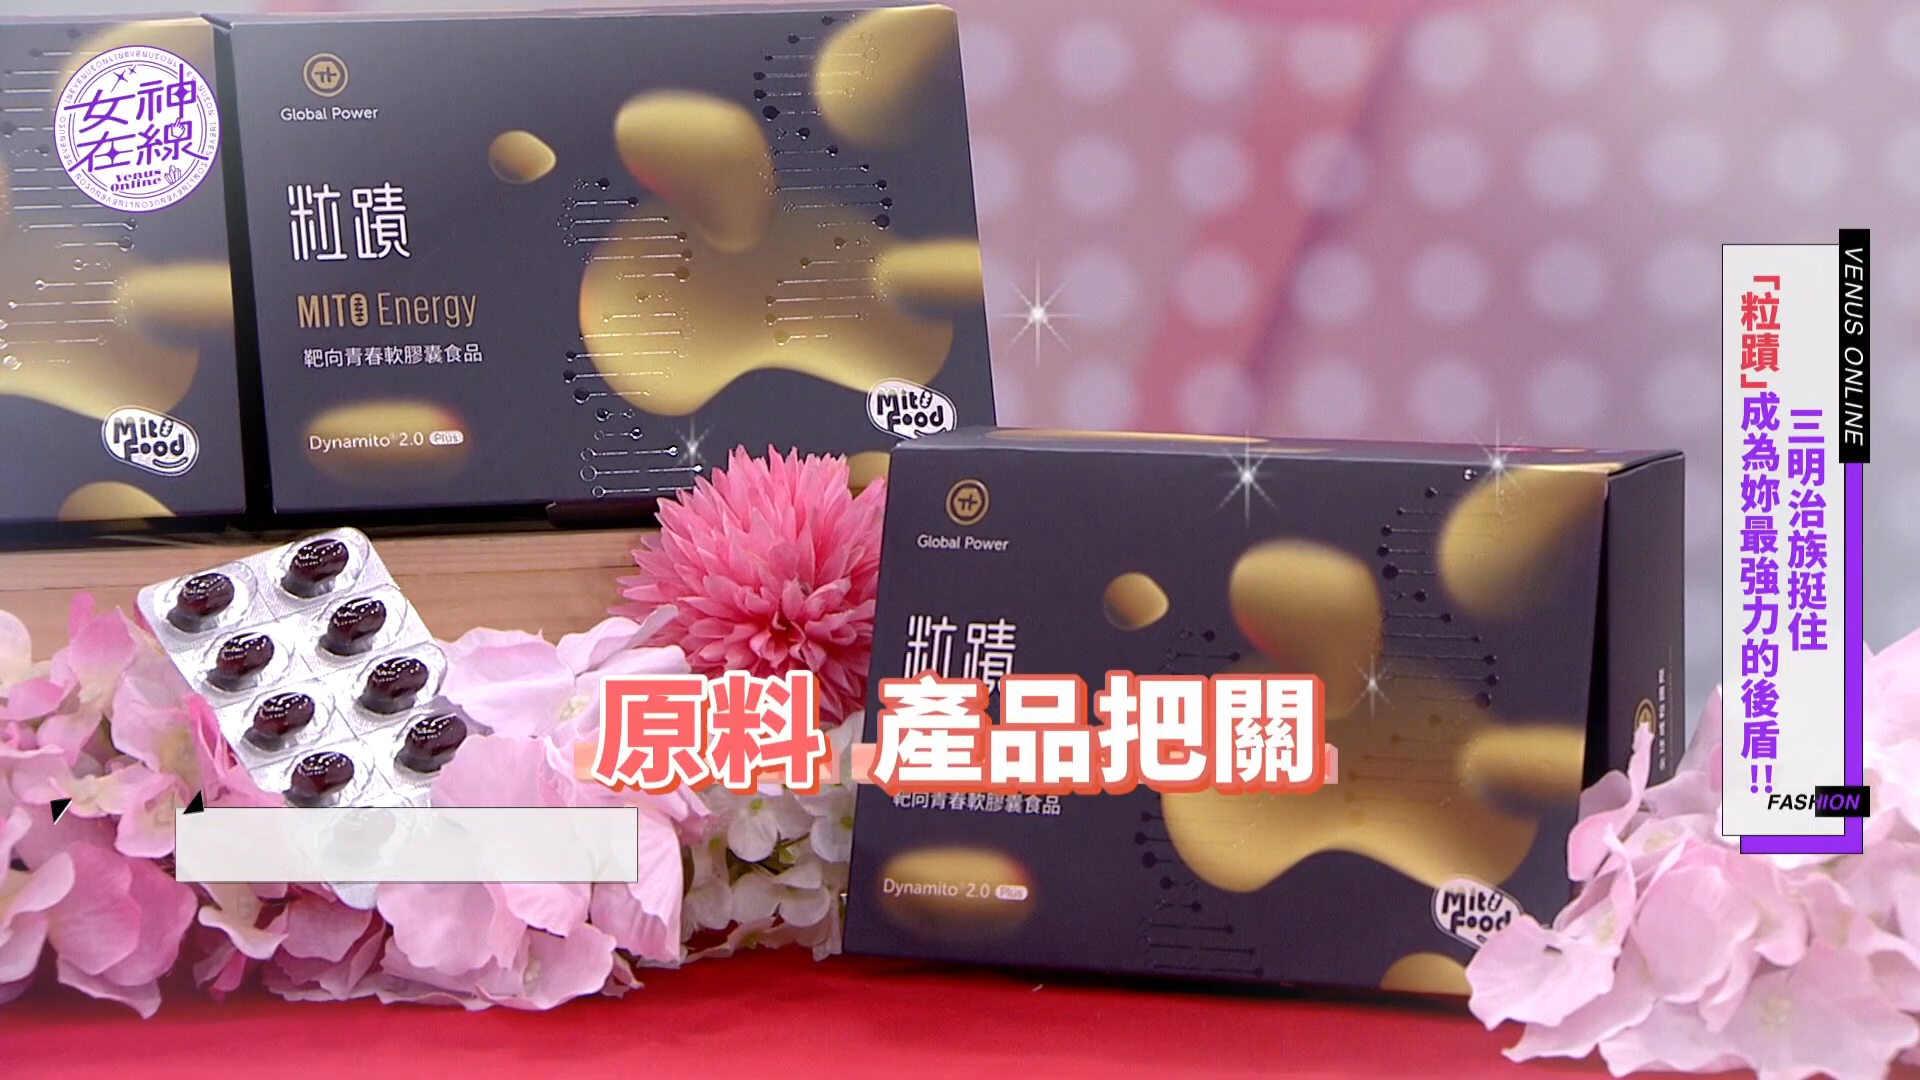 女神
在線
Venus
Online
Global Power
粒蹟
MITO Energy
靶向青春軟膠囊食品
Dynamito® 2.0 Plus
Mito
Food
Mito
Food
Global Power
粒蹟
靶向青春軟膠囊食品
Dynamito® 2.0 Plus
Mito
Food
原料 產品把關
VENUS ONLINE
三明治族挺住
「粒蹟」成為妳最強力的後盾!!
FASHION